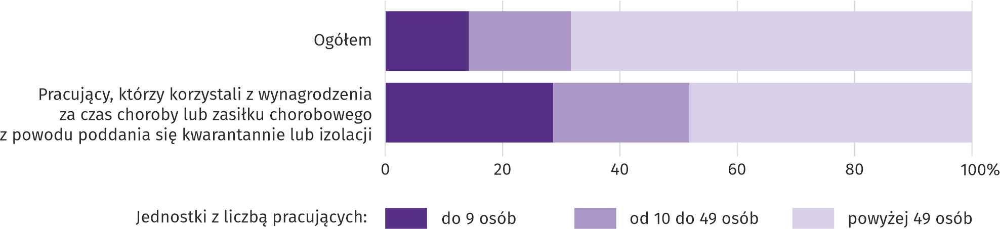 Ogółem
Pracujący, którzy korzystali z wynagrodzenia
za czas choroby lub zasiłku chorobowego
z powodu poddania się kwarantannie lub izolacji
0 20 40 60 80 100%
Jednostki z liczbą pracujących: do 9 osób od 10 do 49 osób powyżej 49 osób